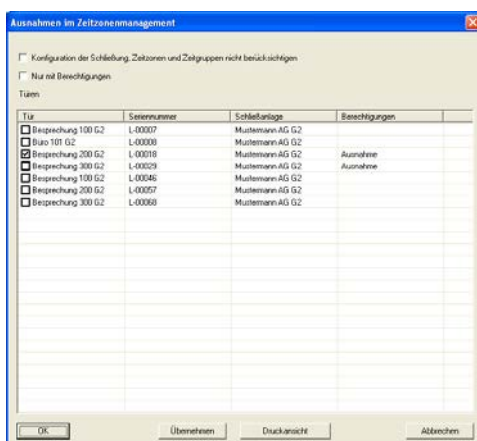 Ausnahmen im Zeitzonenmanagement
Konfiguration der Schließung, Zeitzonen und Zeitgruppen nicht berücksichtigen
Nur mit Berechtigungen
Türen
Tür Seriennummer Schließanlage Berechtigungen
Besprechung 100 G2 L-00007 Mustermann AG G2
Büro 101 G2 L-00008 Mustermann AG G2
Besprechung 200 G2 L-00018 Mustermann AG G2 Ausnahme
Besprechung 300 G2 L-00029 Mustermann AG G2 Ausnahme
Besprechung 100 G2 L-00046 Mustermann AG G2
Besprechung 200 G2 L-00057 Mustermann AG G2
Besprechung 300 G2 L-00068 Mustermann AG G2
OK Übernehmen Druckansicht Abbrechen